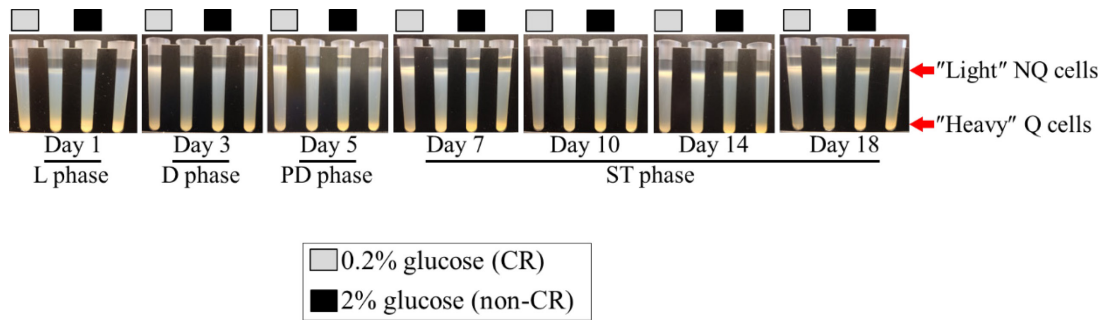 "Light" NQ cells
"Heavy" Q cells
Day 1 Day 3 Day 5 Day 7 Day 10 Day 14 Day 18
L phase D phase PD phase ST phase
0.2% glucose (CR)
2% glucose (non-CR)